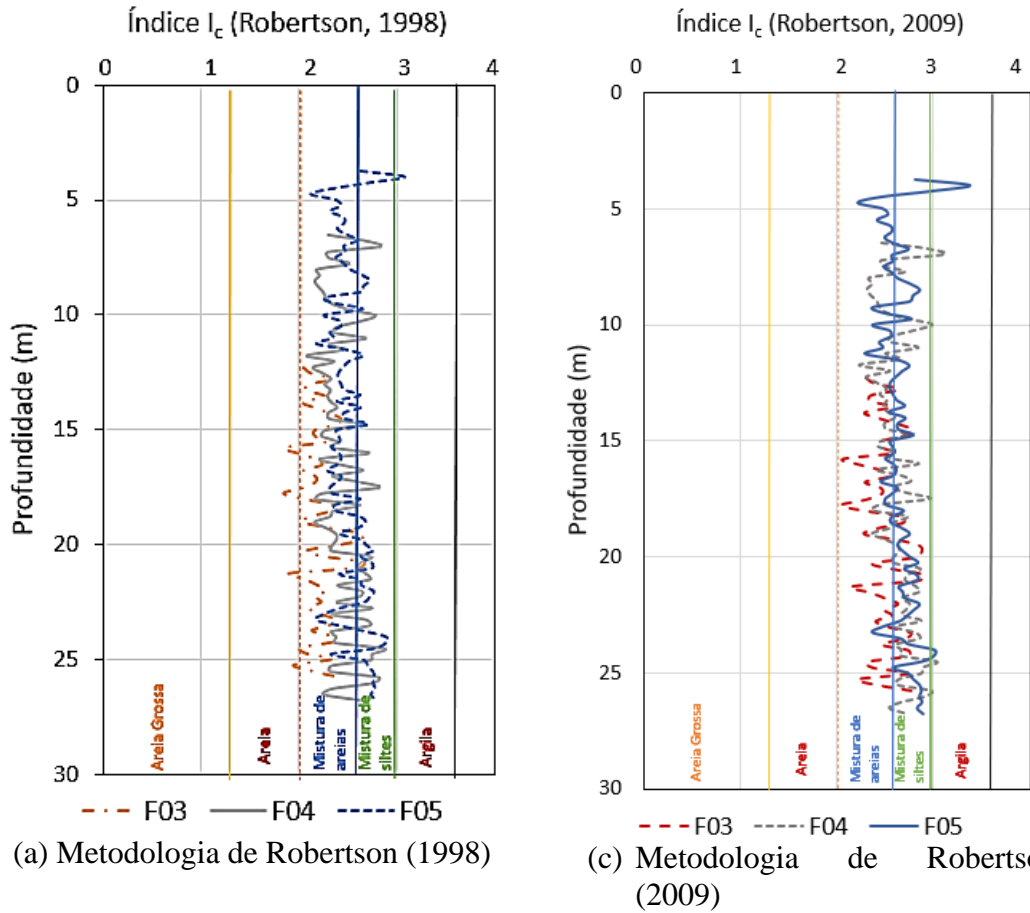 Índice Ic (Robertson, 1998)
0 1 2 3 4
0
5
10
15
20
25
30
Profundidade (m)
Areia Grossa
Areia
Mistura de
areias
Mistura de
siltes
Argila
F03 F04 F05
(a) Metodologia de Robertson (1998)
Índice Ic (Robertson, 2009)
0 1 2 3 4
0
5
10
15
20
25
30
Profundidade (m)
Areia Grossa
Areia
Mistura de
areias
Mistura de
siltes
Argila
F03 F04 F05
(c) Metodologia de Roberts
(2009)